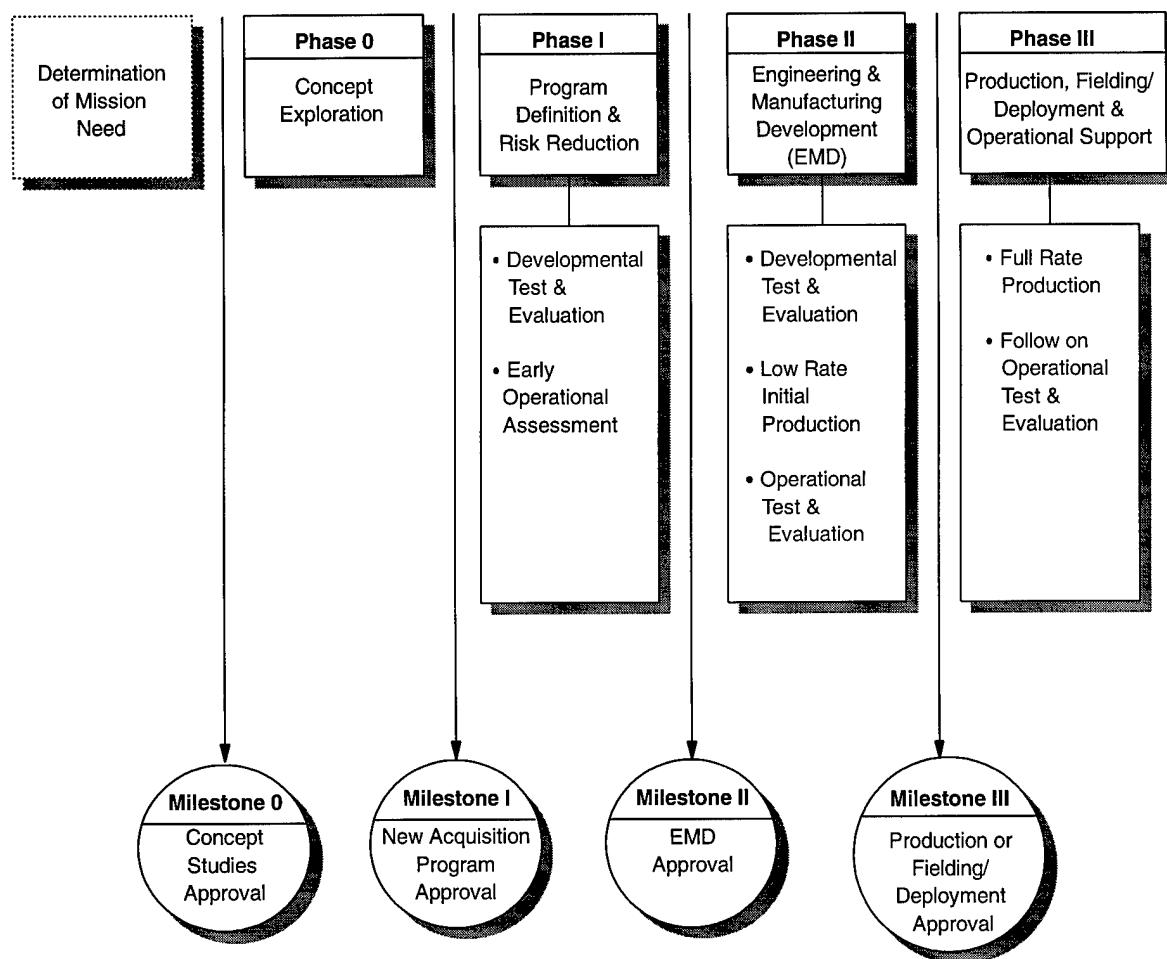 Determination
of Mission
Need
Phase 0
Concept
Exploration
Phase I
Program
Definition &
Risk Reduction
Phase II
Engineering &
Manufacturing
Development
(EMD)
Phase III
Production, Fielding/
Deployment &
Operational Support
• Developmental
Test &
Evaluation
• Early
Operational
Assessment
• Developmental
Test &
Evaluation
• Low Rate
Initial
Production
• Operational
Test &
Evaluation
• Full Rate
Production
• Follow on
Operational
Test &
Evaluation
Milestone 0
Concept
Studies
Approval
Milestone I
New Acquisition
Program
Approval
Milestone II
EMD
Approval
Milestone III
Production or
Fielding/
Deployment
Approval